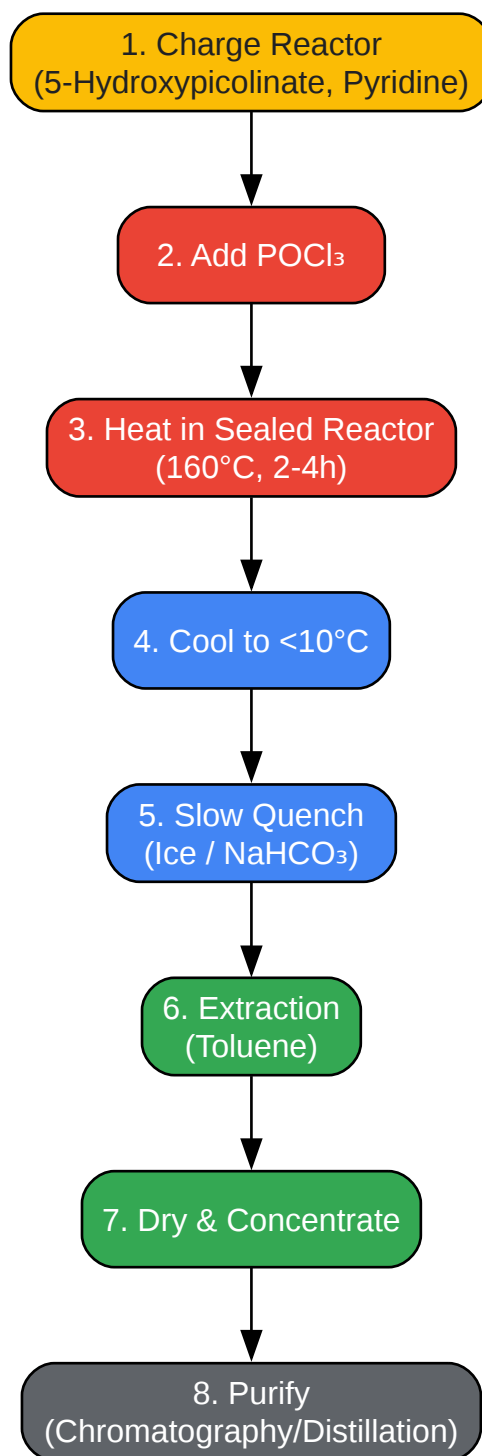 1. Charge Reactor
(5-Hydroxypicolinate, Pyridine)
2. Add POCl₃
3. Heat in Sealed Reactor
(160°C, 2-4h)
4. Cool to <10°C
5. Slow Quench
(Ice / NaHCO₃)
6. Extraction
(Toluene)
7. Dry & Concentrate
8. Purify
(Chromatography/Distillation)